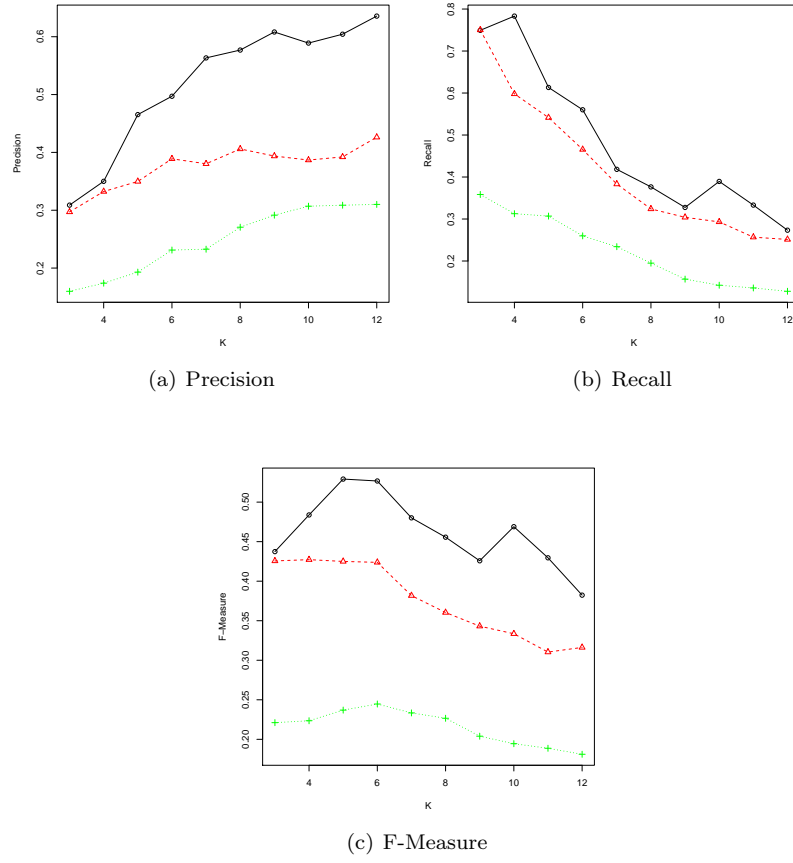 0.6
0.5
0.4
0.3
0.2
Precision
4 6 8 10 12
K
(a) Precision
0.8
0.7
0.6
0.5
0.4
0.3
0.2
Recall
4 6 8 10 12
K
(b) Recall
0.50
0.45
0.40
0.35
0.30
0.25
0.20
F−Measure
4 6 8 10 12
K
(c) F-Measure